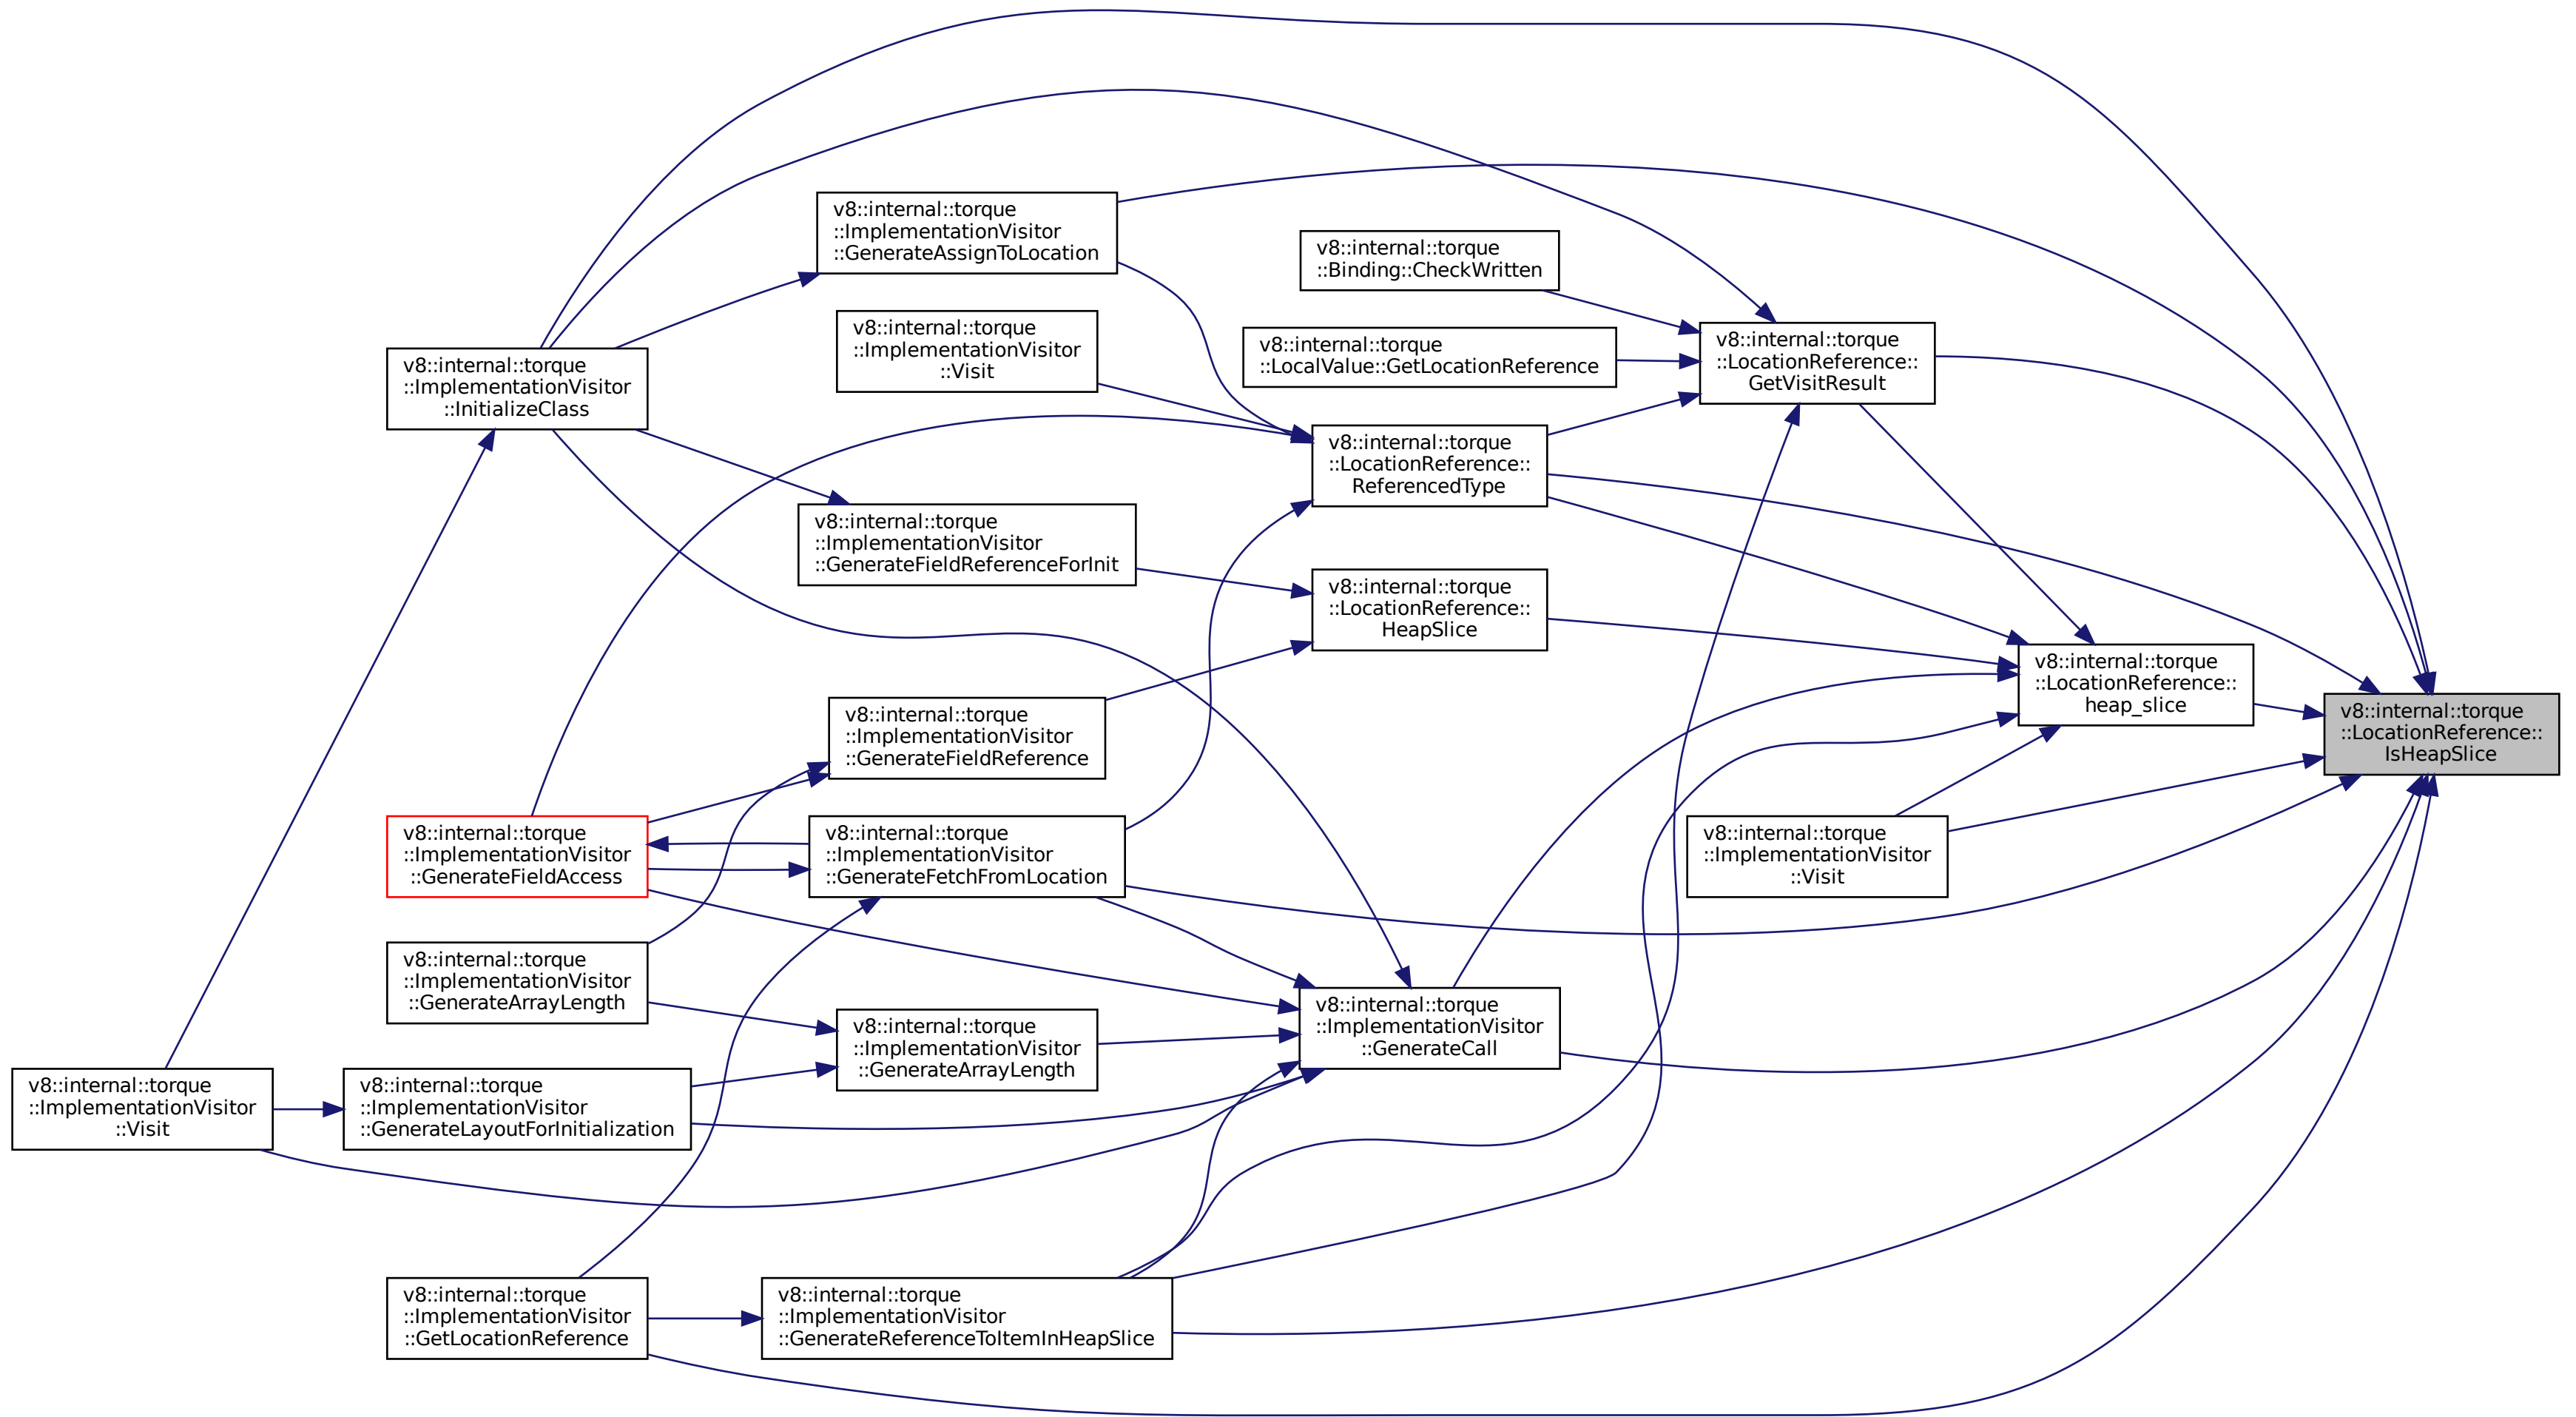 v8::internal::torque
::ImplementationVisitor
::GenerateAssignToLocation
v8::internal::torque
::Binding::CheckWritten
v8::internal::torque
::ImplementationVisitor
::Visit
v8::internal::torque
::LocalValue::GetLocationReference
v8::internal::torque
::LocationReference::
GetVisitResult
v8::internal::torque
::ImplementationVisitor
::InitializeClass
v8::internal::torque
::LocationReference::
ReferencedType
v8::internal::torque
::ImplementationVisitor
::GenerateFieldReferenceForInit
v8::internal::torque
::LocationReference::
HeapSlice
v8::internal::torque
::LocationReference::
heap_slice
v8::internal::torque
::LocationReference::
IsHeapSlice
v8::internal::torque
::ImplementationVisitor
::GenerateFieldReference
v8::internal::torque
::ImplementationVisitor
::GenerateFieldAccess
v8::internal::torque
::ImplementationVisitor
::GenerateFetchFromLocation
v8::internal::torque
::ImplementationVisitor
::Visit
v8::internal::torque
::ImplementationVisitor
::GenerateArrayLength
v8::internal::torque
::ImplementationVisitor
::GenerateCall
v8::internal::torque
::ImplementationVisitor
::GenerateArrayLength
v8::internal::torque
::ImplementationVisitor
::Visit
v8::internal::torque
::ImplementationVisitor
::GenerateLayoutForInitialization
v8::internal::torque
::ImplementationVisitor
::GetLocationReference
v8::internal::torque
::ImplementationVisitor
::GenerateReferenceToItemInHeapSlice